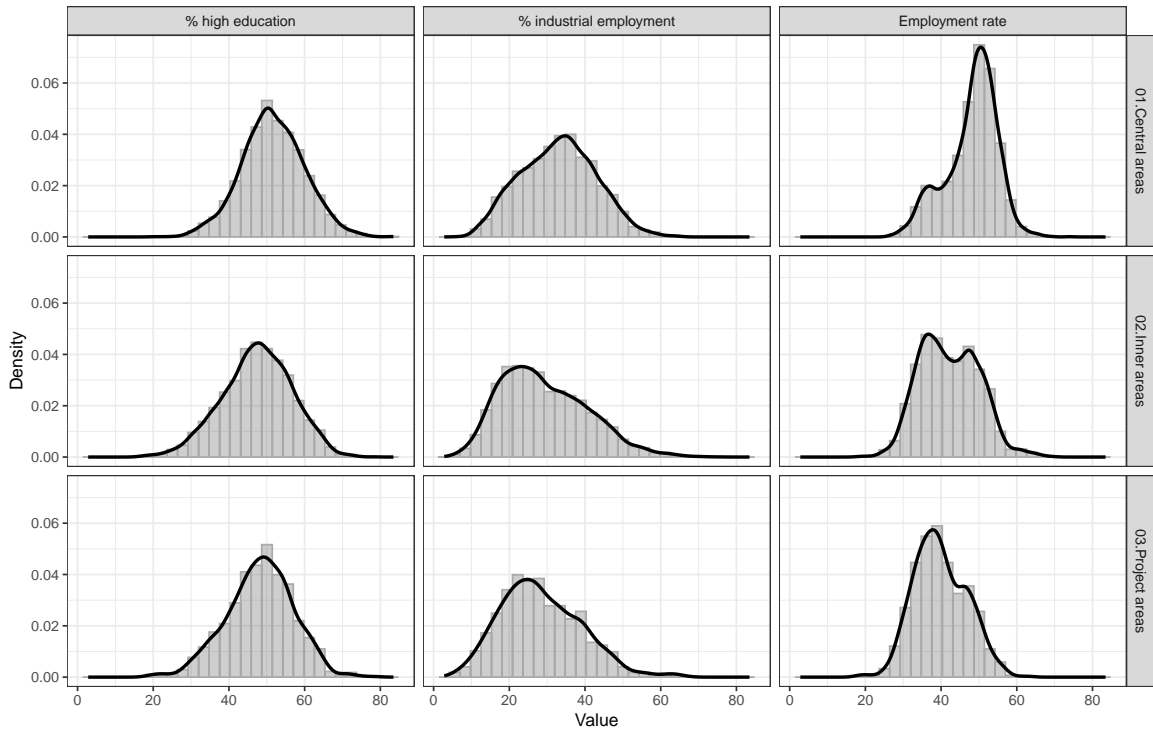 % high education % industrial employment Employment rate
0.06
0.04
0.02
0.00
01.Central areas
0.06
0.04
0.02
0.00
02.Inner areas
0.06
0.04
0.02
0.00
03.Project areas
0 20 40 60 80 0 20 40 60 80 0 20 40 60 80
Value
Density